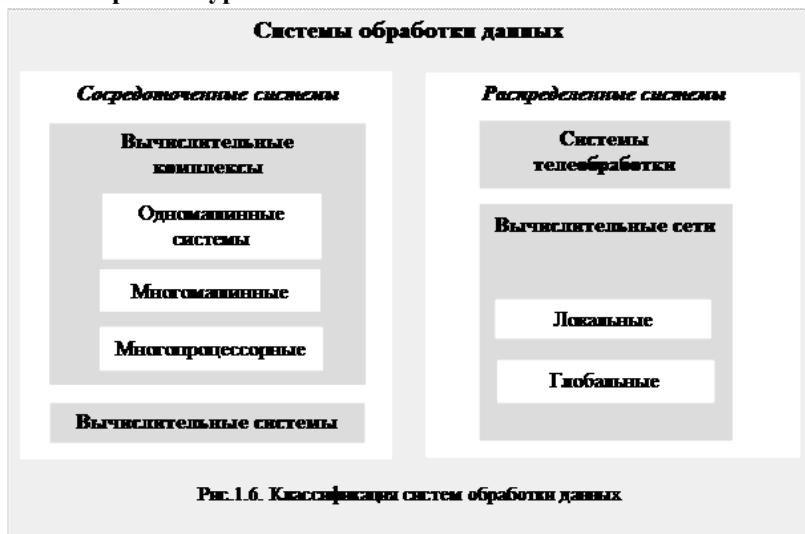 Системы обработки данных
Сосредоточенные системы
Вычислительные
комплексы
Одномашинные
системы
Многомашинные
Многопроцессорные
Вычислительные системы
Распределенные системы
Системы
телеобработки
Вычислительные сети
Локальные
Глобальные
Рис.1.6. Классификация систем обработки данных